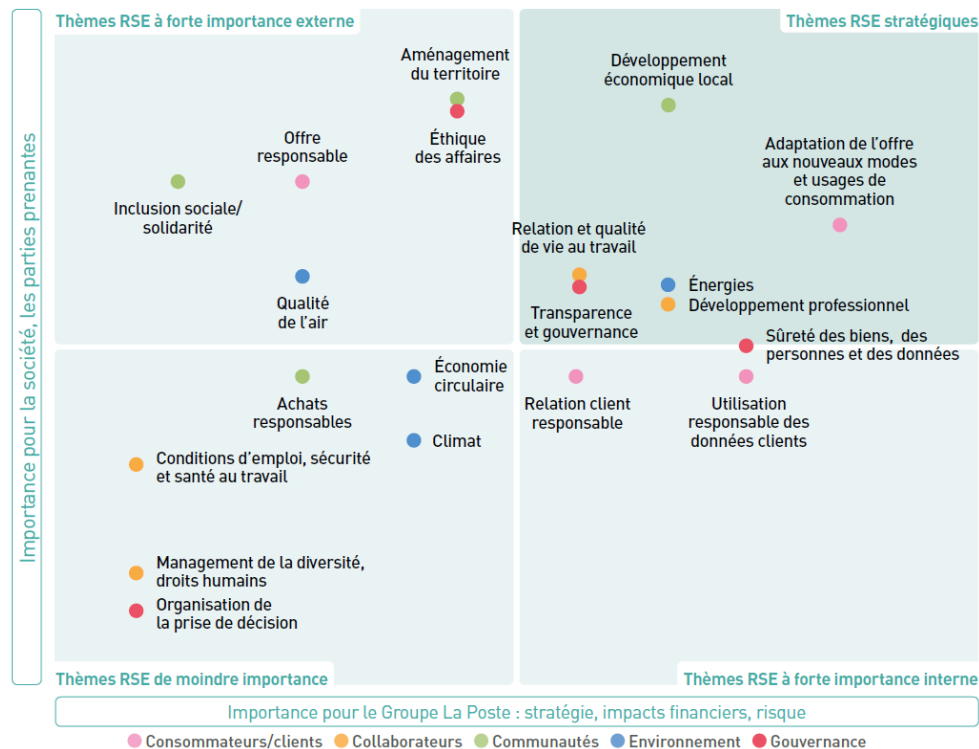 Thèmes RSE à forte importance externe
Thèmes RSE stratégiques
Importance pour la société, les parties prenantes
Aménagement
du territoire
Éthique
des affaires
Offre
responsable
Inclusion sociale/
solidarité
Qualité
de l'air
Développement
économique local
Adaptation de l'offre
aux nouveaux modes
et usages de
consommation
Relation et qualité
de vie au travail
Transparence
et gouvernance
Énergies
Développement professionnel
Sûreté des biens, des
personnes et des données
Achats
responsables
Économie
circulaire
Climat
Conditions d'emploi, sécurité
et santé au travail
Management de la diversité,
droits humains
Organisation de
la prise de décision
Relation client
responsable
Utilisation
responsable des
données clients
Thèmes RSE de moindre importance
Thèmes RSE à forte importance interne
Importance pour le Groupe La Poste : stratégie, impacts financiers, risque
Consommateurs/clients Collaborateurs Communautés Environnement Gouvernance